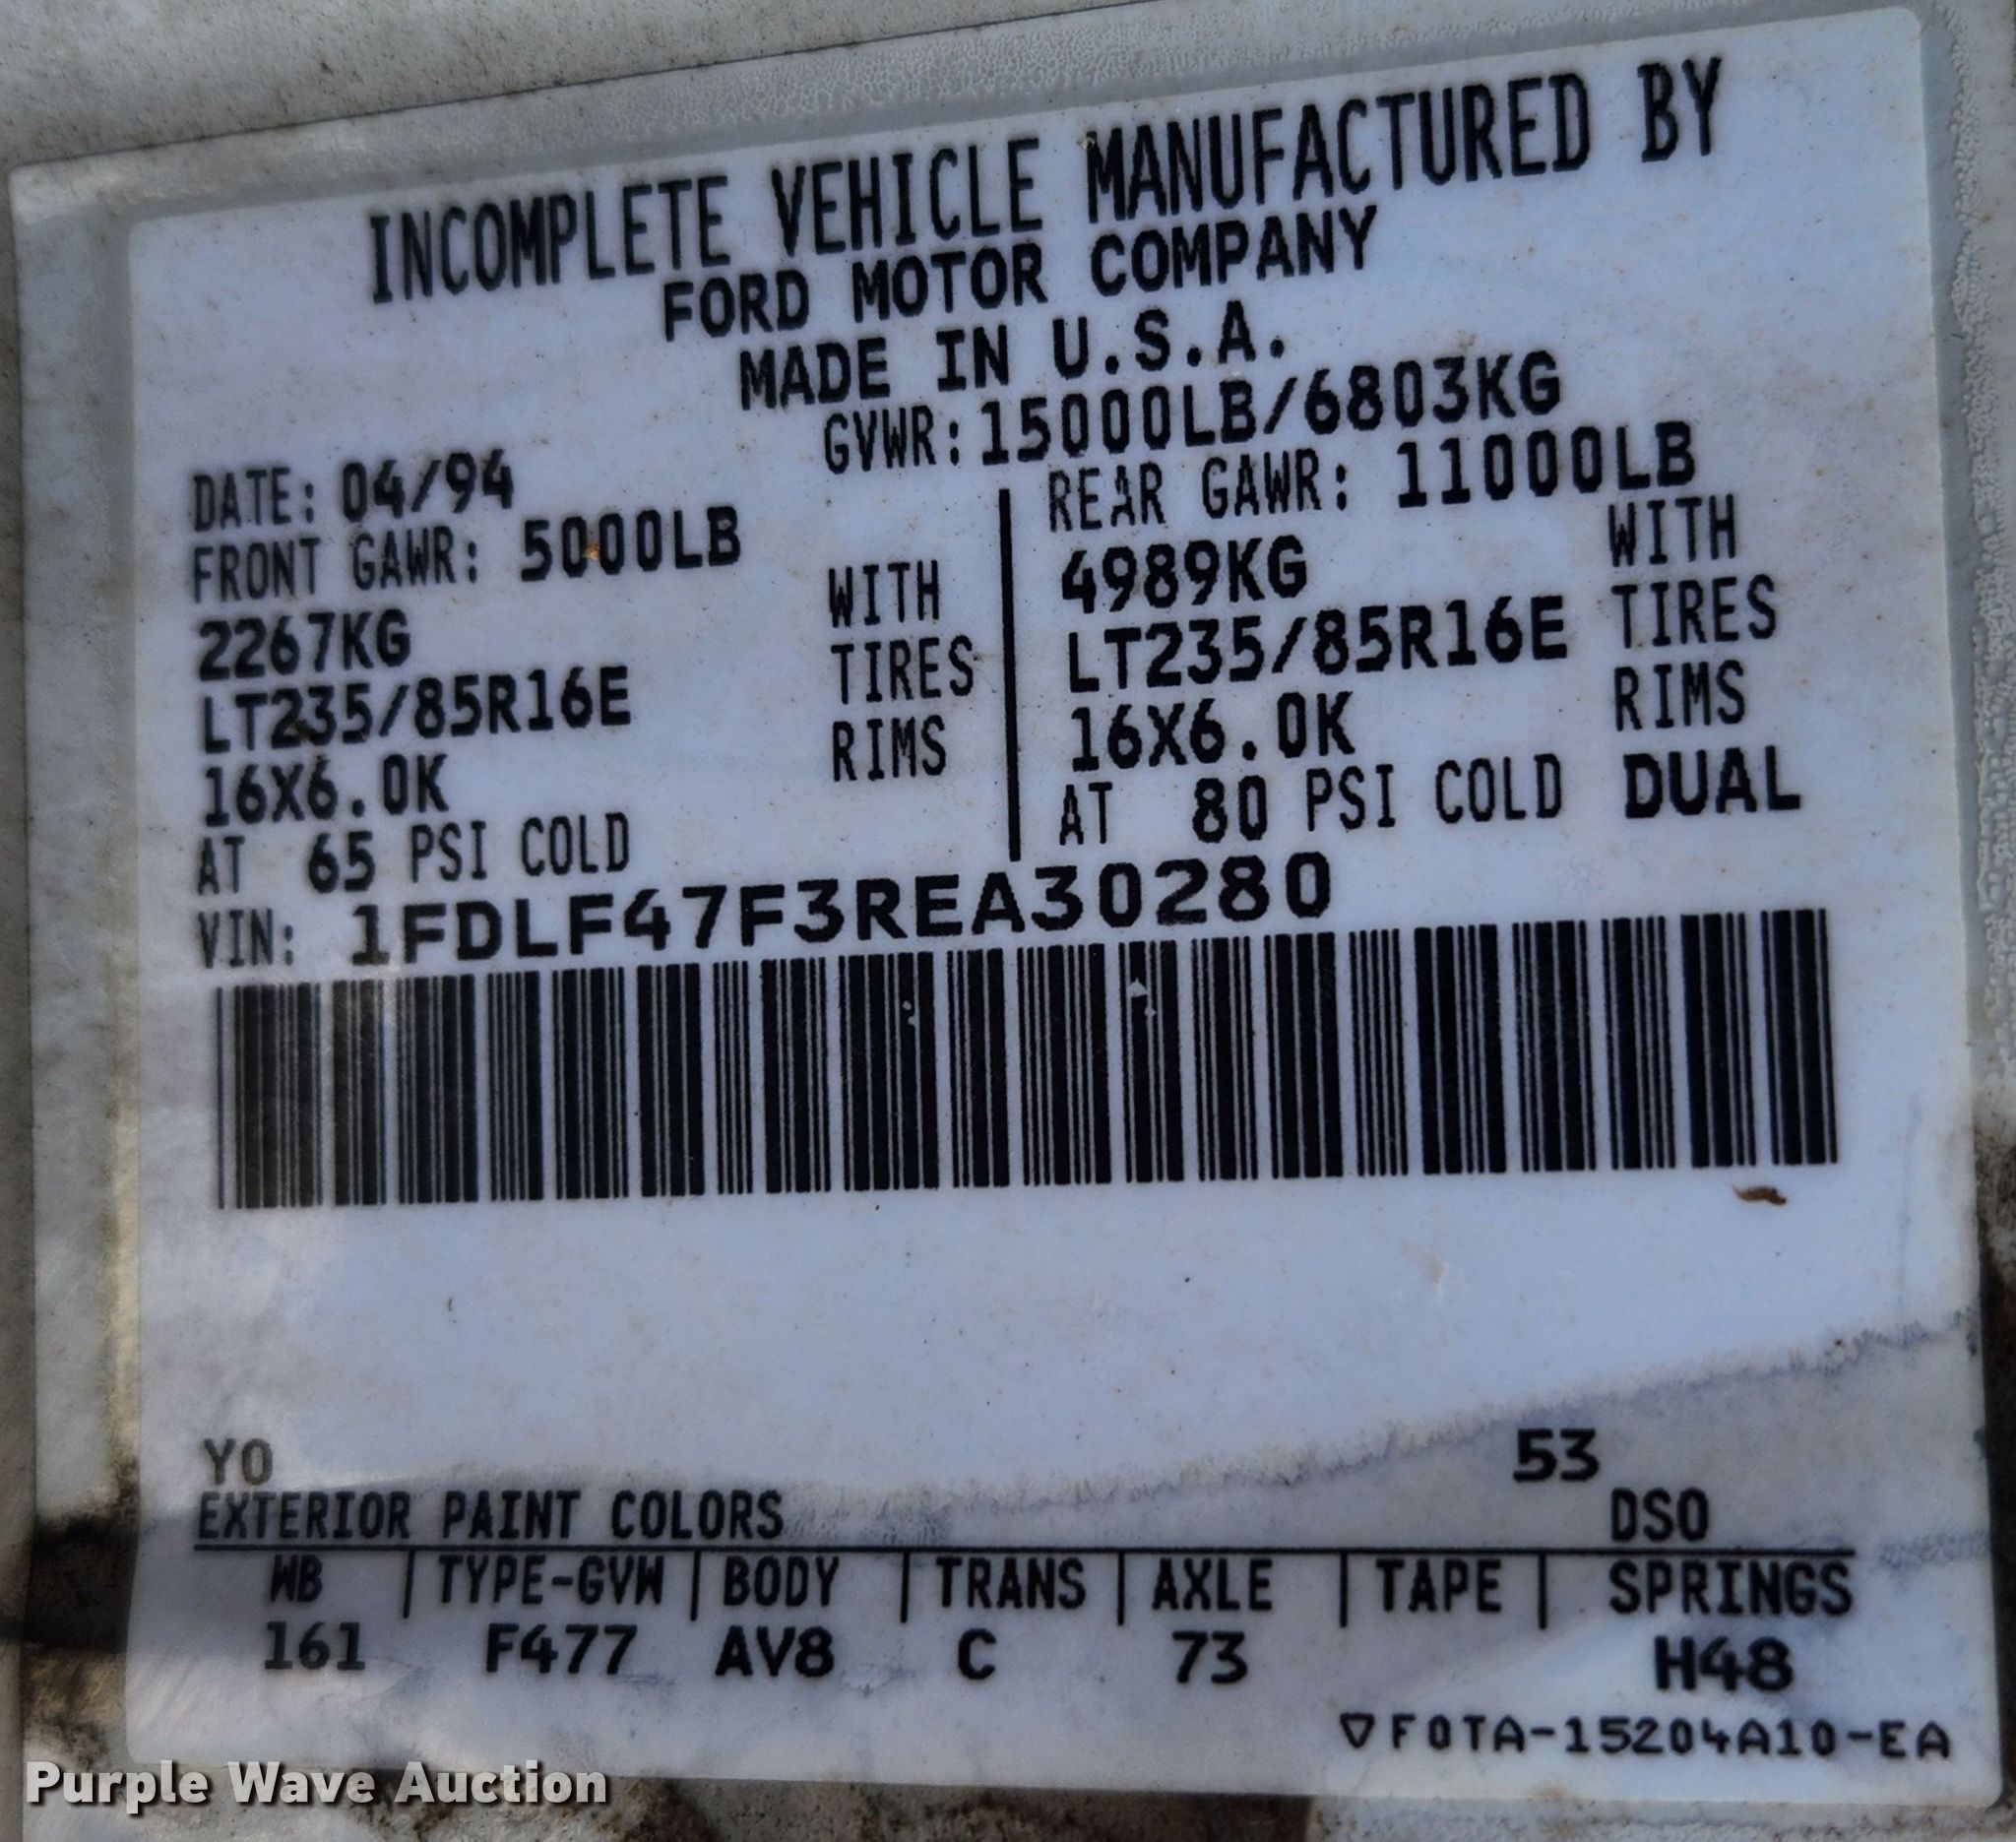 INCOMPLETE VEHICLE MANUFACTURED BY
FORD MOTOR COMPANY
MADE IN U.S.A.
DATE: 04/94 GVWR: 15000LB/6803KG
FRONT GAWR: 5000LB
2267KG WITH
LT235/85R16E TIRES
16X6.0K RIMS
AT 65 PSI COLD
REAR GAWR: 11000LB
4989KG WITH
LT235/85R16E TIRES
16X6.0K RIMS
AT 80 PSI COLD DUAL
VIN: 1FDLF47F3REA30280
YO 53
EXTERIOR PAINT COLORS DSO
WB | TYPE-GVW | BODY | TRANS | AXLE | TAPE | SPRINGS
161 F477 AV8 C 73 H48
▽F0TA-15204A10-EA
Purple Wave Auction